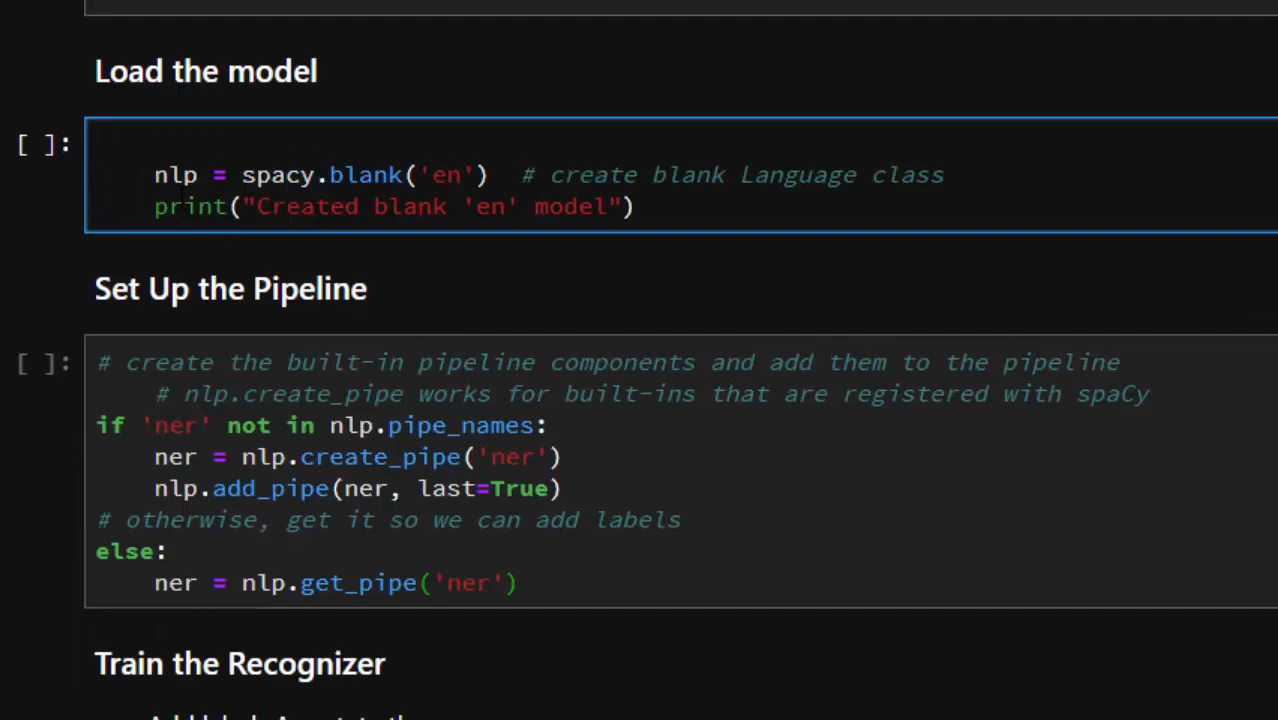 Load the model
[ ]:
nlp = spacy.blank('en')  # create blank Language class
print("Created blank 'en' model")
Set Up the Pipeline
[ ]:
# create the built-in pipeline components and add them to the pipeline
# nlp.create_pipe works for built-ins that are registered with spaCy
if 'ner' not in nlp.pipe_names:
ner = nlp.create_pipe('ner')
nlp.add_pipe(ner, last=True)
# otherwise, get it so we can add labels
else:
ner = nlp.get_pipe('ner')
Train the Recognizer